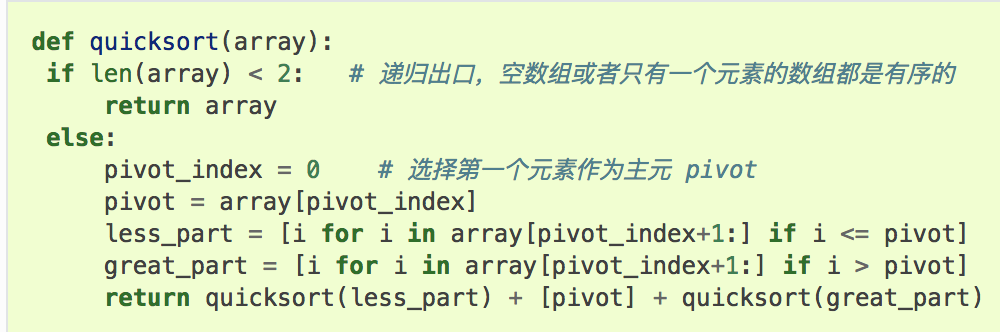 def quicksort(array):
 if len(array) < 2:   # 递归出口，空数组或者只有一个元素的数组都是有序的
     return array
 else:
     pivot_index = 0    # 选择第一个元素作为主元 pivot
     pivot = array[pivot_index]
     less_part = [i for i in array[pivot_index+1:] if i <= pivot]
     great_part = [i for i in array[pivot_index+1:] if i > pivot]
     return quicksort(less_part) + [pivot] + quicksort(great_part)